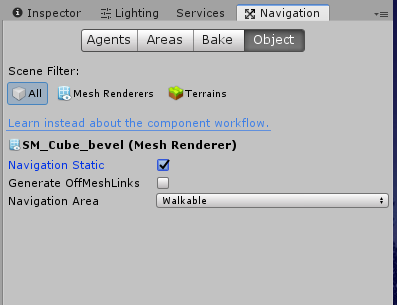 Inspector Lighting Services Navigation
Agents Areas Bake Object
Scene Filter:
All Mesh Renderers Terrains
Learn instead about the component workflow.
SM_Cube_bevel (Mesh Renderer)
Navigation Static
Generate OffMeshLinks
Navigation Area Walkable